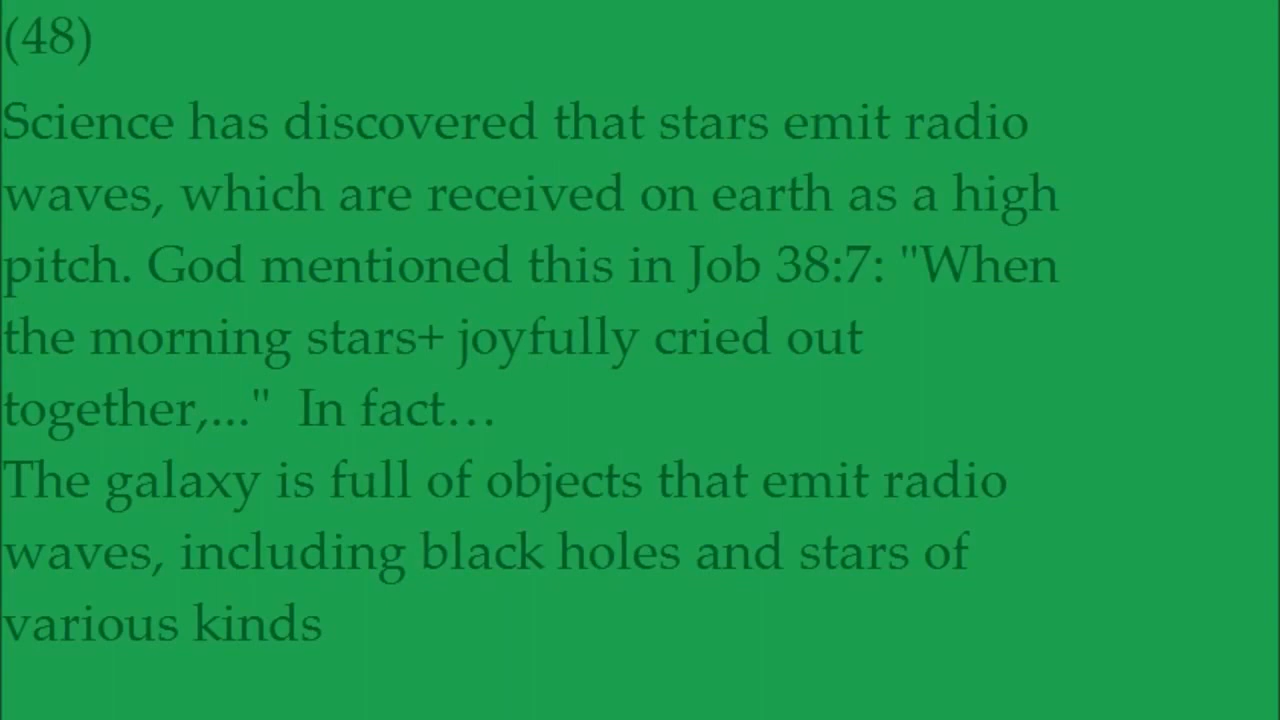 (48)
Science has discovered that stars emit radio
waves, which are received on earth as a high
pitch. God mentioned this in Job 38:7: "When
the morning stars+ joyfully cried out
together,..."  In fact…
The galaxy is full of objects that emit radio
waves, including black holes and stars of
various kinds